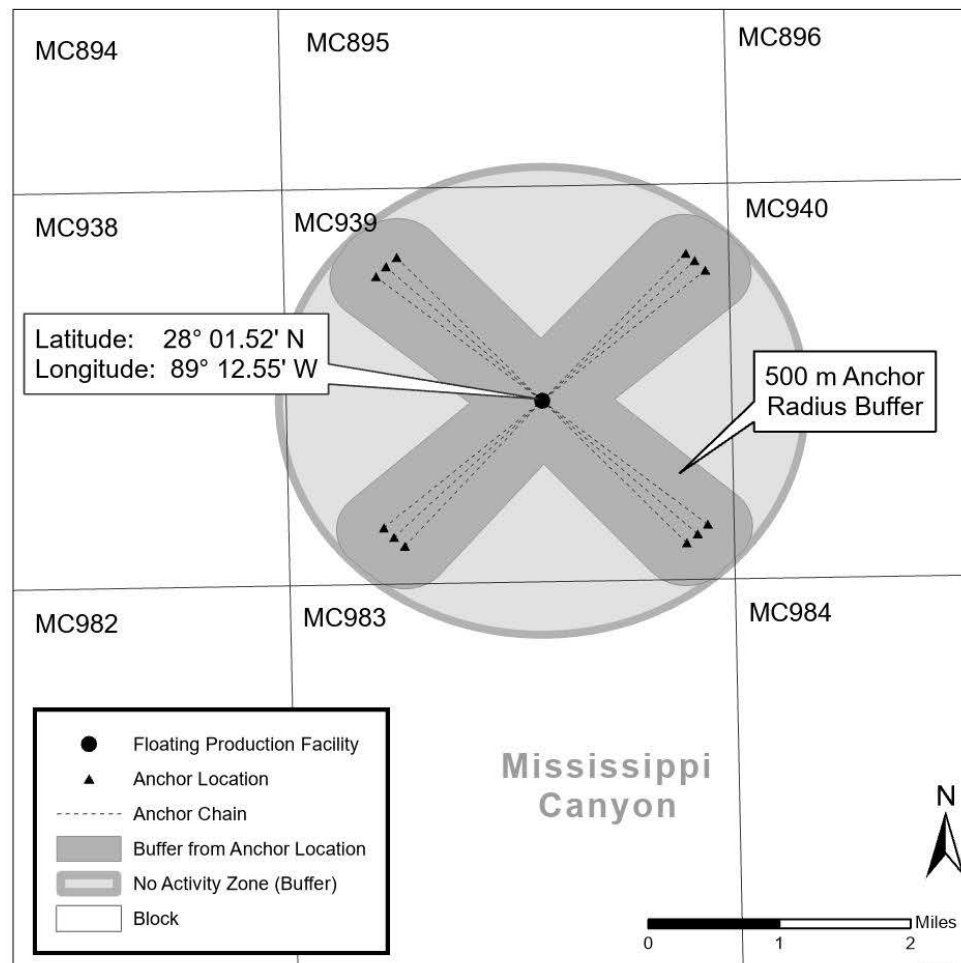 MC894
MC895
MC896
MC938
MC939
MC940
Latitude: 28° 01.52' N
Longitude: 89° 12.55' W
500 m Anchor
Radius Buffer
MC982
MC983
MC984
Floating Production Facility
Anchor Location
Anchor Chain
Buffer from Anchor Location
No Activity Zone (Buffer)
Block
Mississippi
Canyon
N
Miles
0 1 2